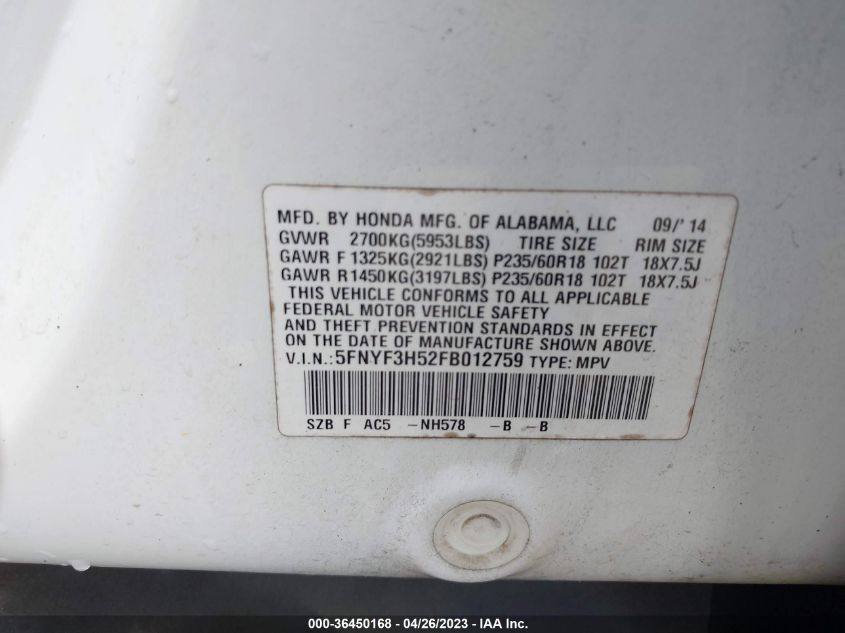 MFD. BY HONDA MFG. OF ALABAMA, LLC 09/'14
GVWR 2700KG(5953LBS) TIRE SIZE RIM SIZE
GAWR F 1325KG(2921LBS) P235/60R18 102T 18X7.5J
GAWR R 1450KG(3197LBS) P235/60R18 102T 18X7.5J
THIS VEHICLE CONFORMS TO ALL APPLICABLE
FEDERAL MOTOR VEHICLE SAFETY
AND THEFT PREVENTION STANDARDS IN EFFECT
ON THE DATE OF MANUFACTURE SHOWN ABOVE.
V.I.N.:5FNYF3H52FB012759 TYPE: MPV
SZB F AC5 -NH578 -B -B
000-36450168 - 04/26/2023 - IAA Inc.